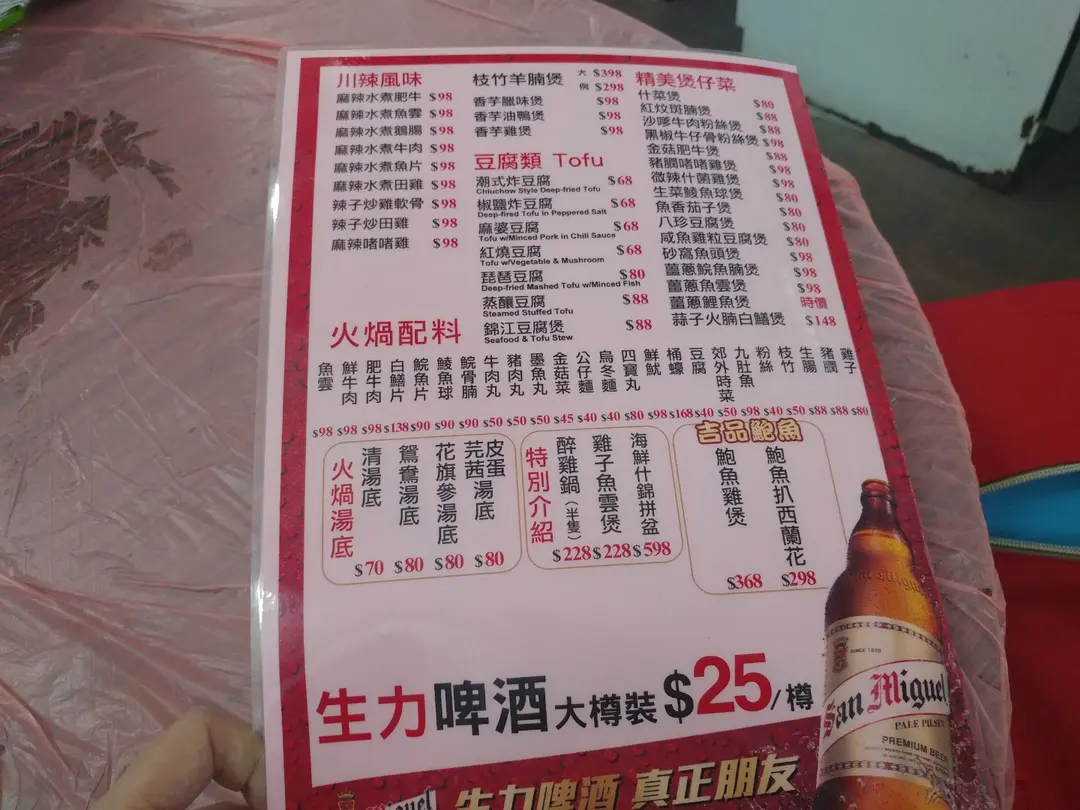 川辣風味
麻辣水煮肥牛 $98
麻辣水煮魚雲 $98
麻辣水煮鵝腸 $98
麻辣水煮牛肉 $98
麻辣水煮魚片 $98
麻辣水煮田雞 $98
辣子炒雞軟骨 $98
辣子炒田雞 $98
麻辣啫啫雞 $98
枝竹羊腩煲 大 $398
例 $298
香芋臘味煲 $98
香芋油鴨煲 $98
香芋雞煲 $98
豆腐類 Tofu
潮式炸豆腐 $68
Chiuchow Style Deep-fried Tofu
椒鹽炸豆腐 $68
Deep-fired Tofu in Peppered Salt
麻婆豆腐 $68
Tofu w/Minced Pork in Chili Sauce
紅燒豆腐 $68
Tofu w/Vegetable & Mushroom
琵琶豆腐 $80
Deep-fried Mashed Tofu w/Minced Fish
蒸釀豆腐 $88
Steamed Stuffed Tofu
錦江豆腐煲 $88
Seafood & Tofu Stew
精美煲仔菜
什菜煲 $80
紅炆斑腩煲 $88
沙嗲牛肉粉絲煲 $88
黑椒牛仔骨粉絲煲 $98
金菇肥牛煲 $88
豬膶啫啫雞煲 $98
微辣什菌雞煲 $98
生菜鯪魚球煲 $80
魚香茄子煲 $80
八珍豆腐煲 $80
咸魚雞粒豆腐煲 $80
砂窩魚頭煲 $98
薑蔥鯇魚腩煲 $98
薑蔥魚雲煲 $98
薑蔥鯉魚煲 時價
蒜子火腩白鱔煲 $148
火焗配料
魚雲 $98
鮮牛肉 $98
肥牛肉 $98
白鱔片 $138
鯇魚片 $90
鯪魚球 $90
鯇骨腩 $90
牛肉丸 $50
豬肉丸 $50
墨魚丸 $50
金菇菜 $45
公仔麵 $40
烏冬麵 $40
四寶丸 $80
鮮魷 $98
桶蠔 $168
豆腐 $40
郊外時菜 $50
九肚魚 $98
粉絲 $40
枝竹 $50
生腸 $88
豬膶 $88
雞子 $80
火焗湯底
清湯底 $70
鴛鴦湯底 $80
花旗參湯底 $80
皮蛋芫茜湯底 $80
特別介紹
醉雞鍋(半隻) $228
雞子魚雲煲 $228
海鮮什錦拼盆 $598
吉品鮑魚
鮑魚雞煲 $368
鮑魚扒西蘭花 $298
生力啤酒大樽裝 $25/樽
SINCE 1890
San Miguel
PALE PILSEN
PREMIUM BEER
生力啤酒 真正朋友